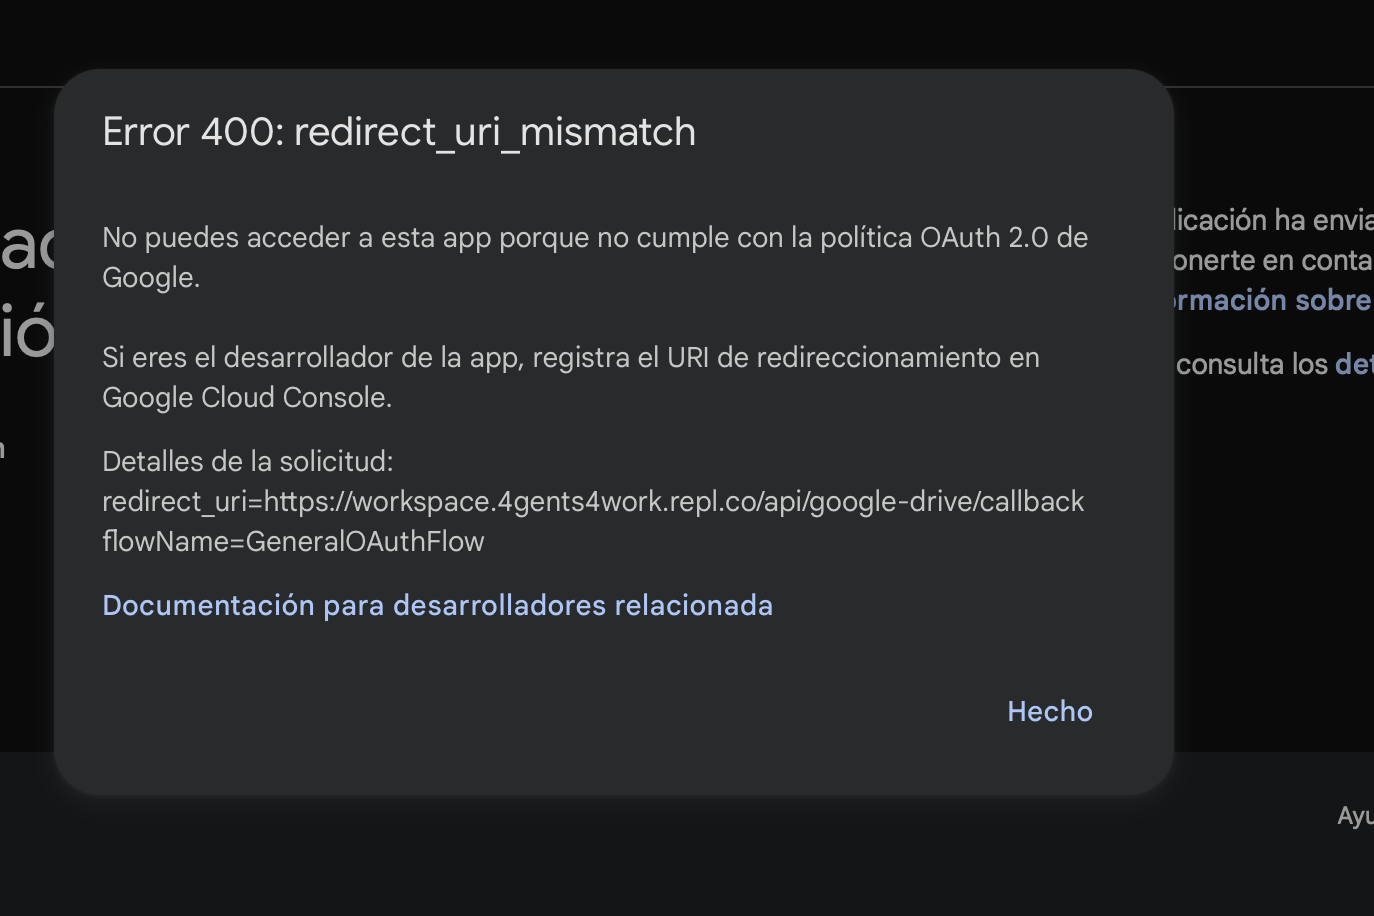 Error 400: redirect_uri_mismatch
No puedes acceder a esta app porque no cumple con la política OAuth 2.0 de
Google.
licación ha envia
onerte en conta
ormación sobre
Si eres el desarrollador de la app, registra el URI de redireccionamiento en
Google Cloud Console.
consulta los det
Detalles de la solicitud:
redirect_uri=https://workspace.4gents4work.repl.co/api/google-drive/callback
flowName=GeneralOAuthFlow
Documentación para desarrolladores relacionada
Hecho
Ayu